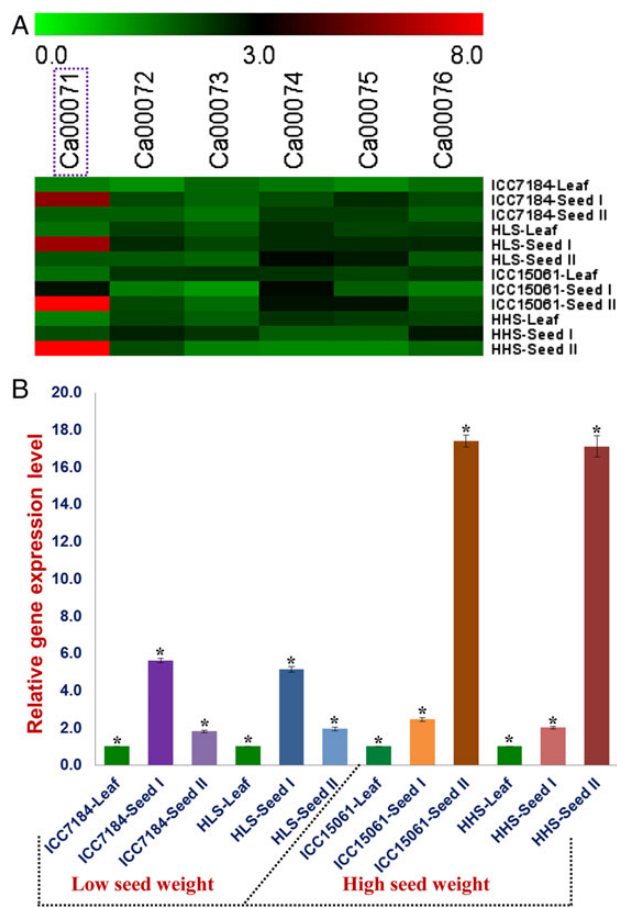 A
0.0 3.0 8.0
Ca00071 Ca00072 Ca00073 Ca00074 Ca00075 Ca00076
ICC7184-Leaf
ICC7184-Seed I
ICC7184-Seed II
HLS-Leaf
HLS-Seed I
HLS-Seed II
ICC15061-Leaf
ICC15061-Seed I
ICC15061-Seed II
HHS-Leaf
HHS-Seed I
HHS-Seed II
B
Relative gene expression level
20.0
18.0
16.0
14.0
12.0
10.0
8.0
6.0
4.0
2.0
0.0
* * * * * * * * * * * *
ICC7184-Leaf
ICC7184-Seed I
ICC7184-Seed II
HLS-Leaf
HLS-Seed I
HLS-Seed II
ICC15061-Leaf
ICC15061-Seed I
ICC15061-Seed II
HHS-Leaf
HHS-Seed I
HHS-Seed II
Low seed weight High seed weight